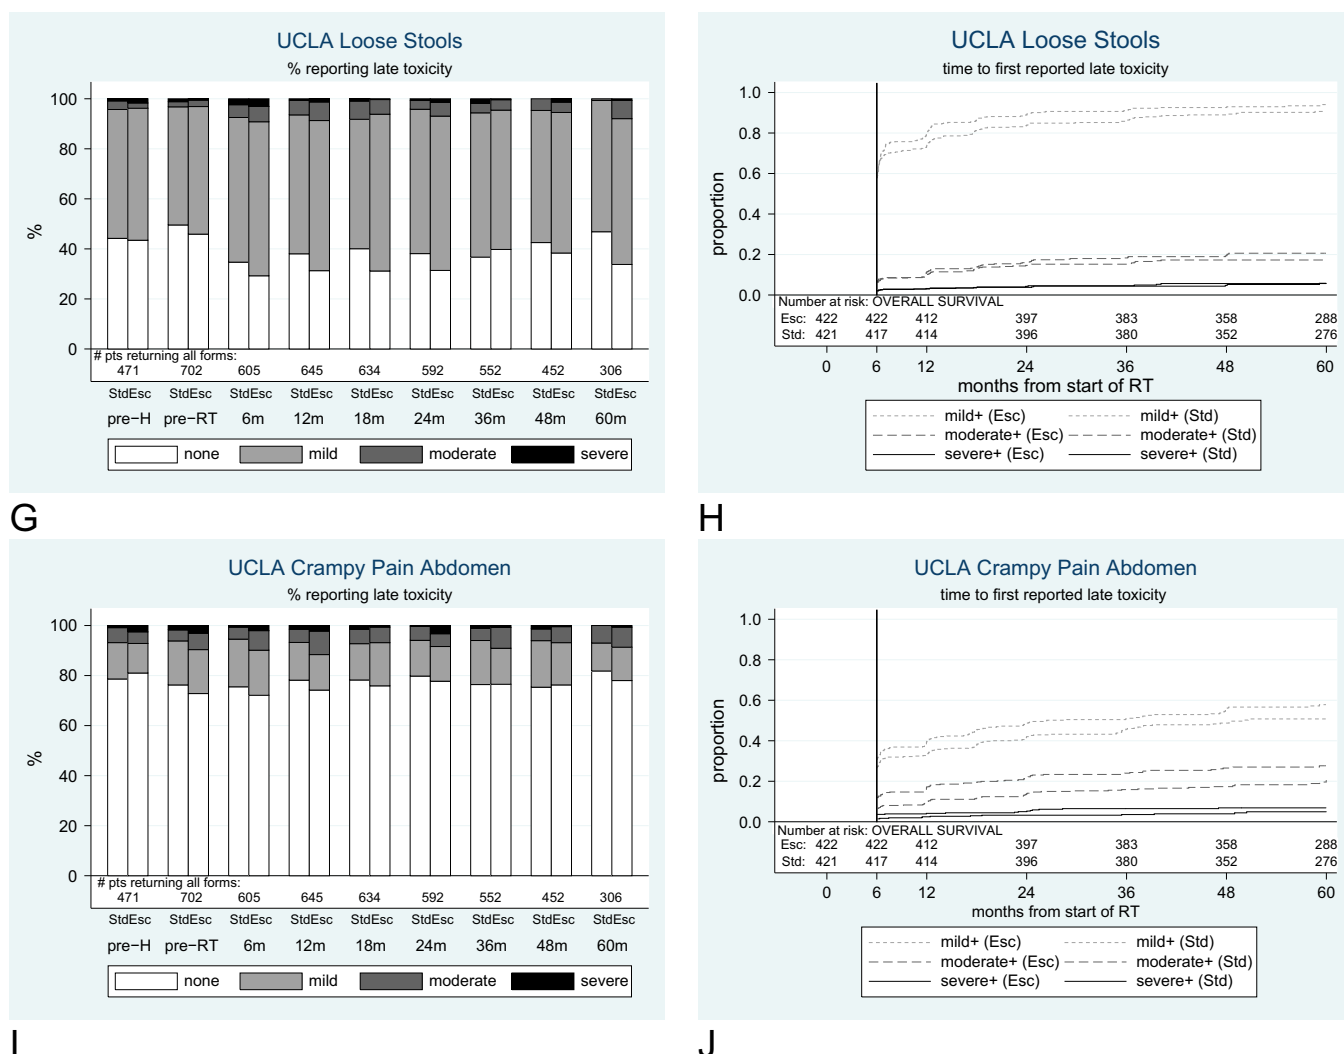 UCLA Loose Stools
% reporting late toxicity
100
80
60
40
20
0
%
# pts returning all forms:
471 702 605 645 634 592 552 452 306
StdEsc StdEsc StdEsc StdEsc StdEsc StdEsc StdEsc StdEsc StdEsc
pre−H pre−RT 6m 12m 18m 24m 36m 48m 60m
none mild moderate severe
G
UCLA Loose Stools
time to first reported late toxicity
1.0
0.8
0.6
0.4
0.2
0.0
proportion
Number at risk: OVERALL SURVIVAL
Esc: 422 422 412 397 383 358 288
Std: 421 417 414 396 380 352 276
0 6 12 24 36 48 60
months from start of RT
mild+ (Esc) mild+ (Std)
moderate+ (Esc) moderate+ (Std)
severe+ (Esc) severe+ (Std)
H
UCLA Crampy Pain Abdomen
% reporting late toxicity
100
80
60
40
20
0
%
# pts returning all forms:
471 702 605 645 634 592 552 452 306
StdEsc StdEsc StdEsc StdEsc StdEsc StdEsc StdEsc StdEsc StdEsc
pre−H pre−RT 6m 12m 18m 24m 36m 48m 60m
none mild moderate severe
I
UCLA Crampy Pain Abdomen
time to first reported late toxicity
1.0
0.8
0.6
0.4
0.2
0.0
proportion
Number at risk: OVERALL SURVIVAL
Esc: 422 422 412 397 383 358 288
Std: 421 417 414 396 380 352 276
0 6 12 24 36 48 60
months from start of RT
mild+ (Esc) mild+ (Std)
moderate+ (Esc) moderate+ (Std)
severe+ (Esc) severe+ (Std)
J